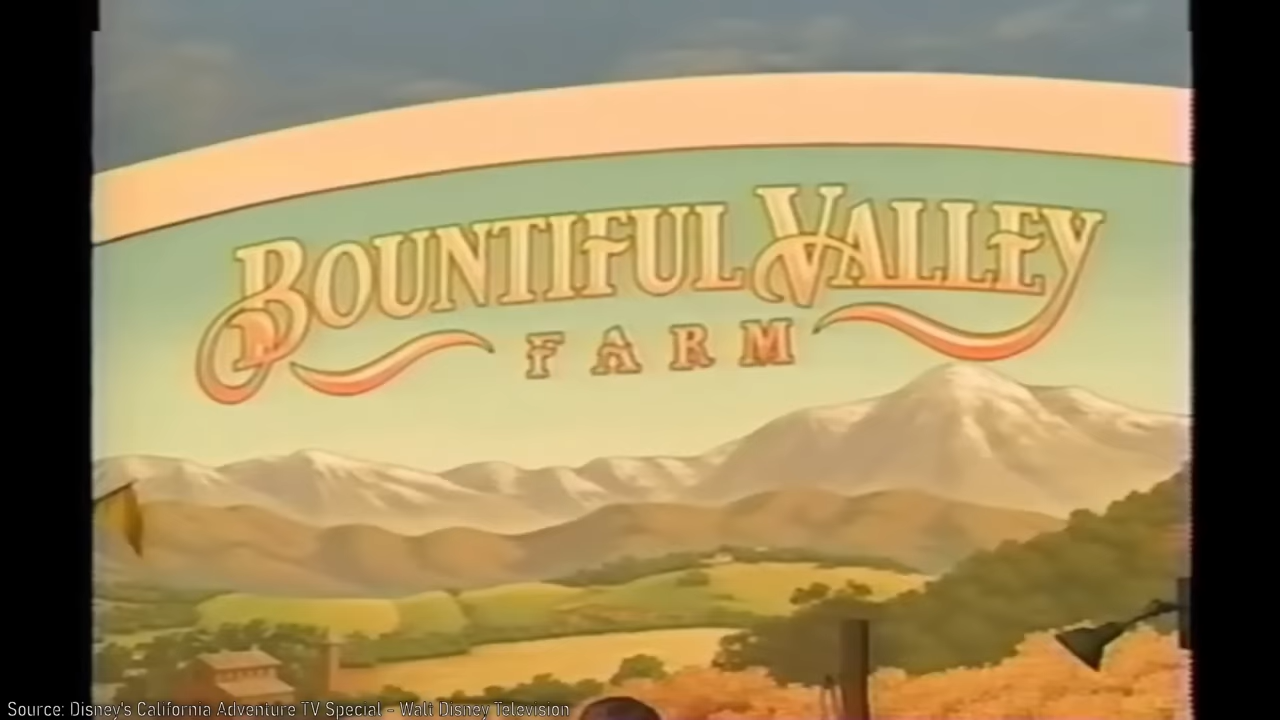 BOUNTIFUL VALLEY
FARM
Source: Disney's California Adventure TV Special - Walt Disney Television